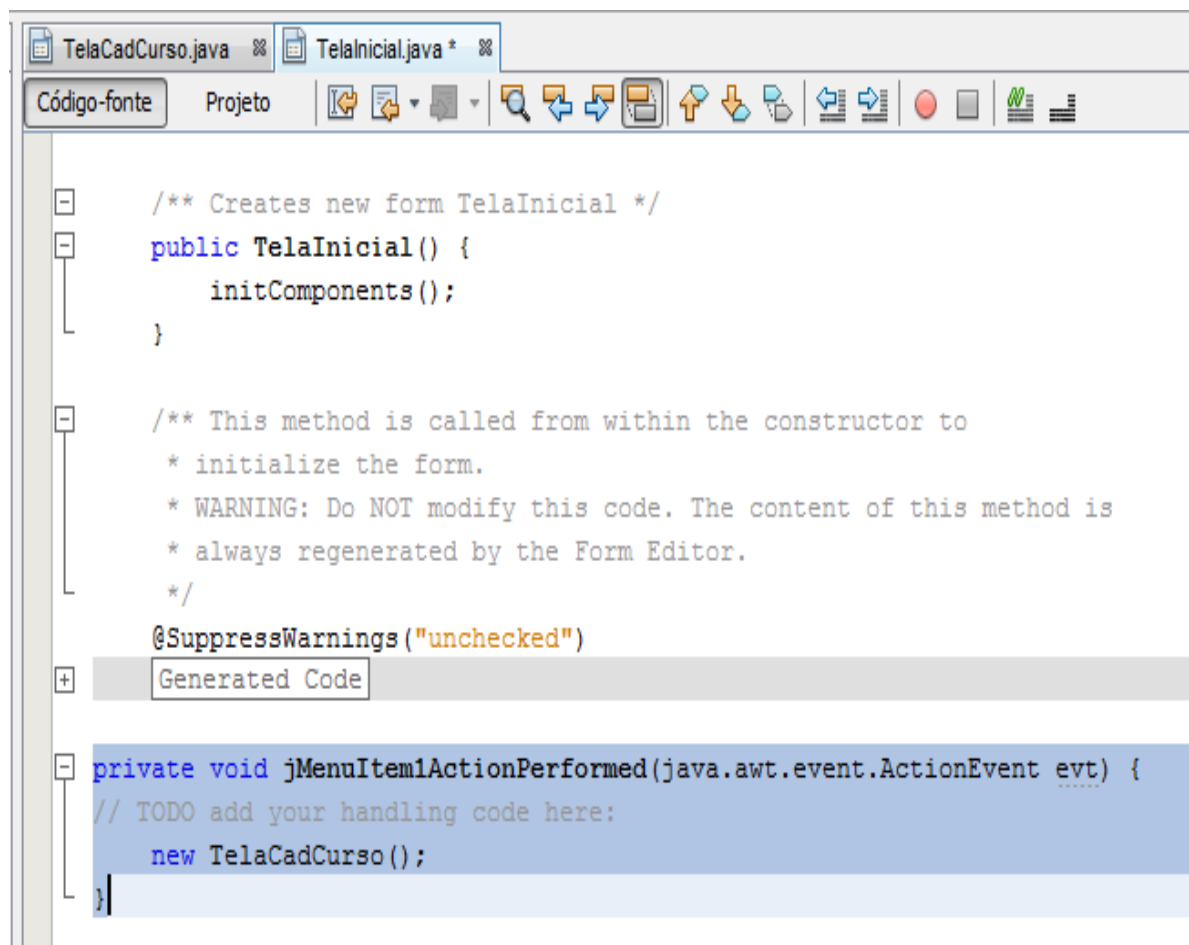 TelaCadCurso.java TelaInicial.java *
Código-fonte Projeto
/** Creates new form TelaInicial */
public TelaInicial() {
initComponents();
}
/** This method is called from within the constructor to
* initialize the form.
* WARNING: Do NOT modify this code. The content of this method is
* always regenerated by the Form Editor.
*/
@SuppressWarnings("unchecked")
Generated Code
private void jMenuItem1ActionPerformed(java.awt.event.ActionEvent evt) {
// TODO add your handling code here:
new TelaCadCurso();
}